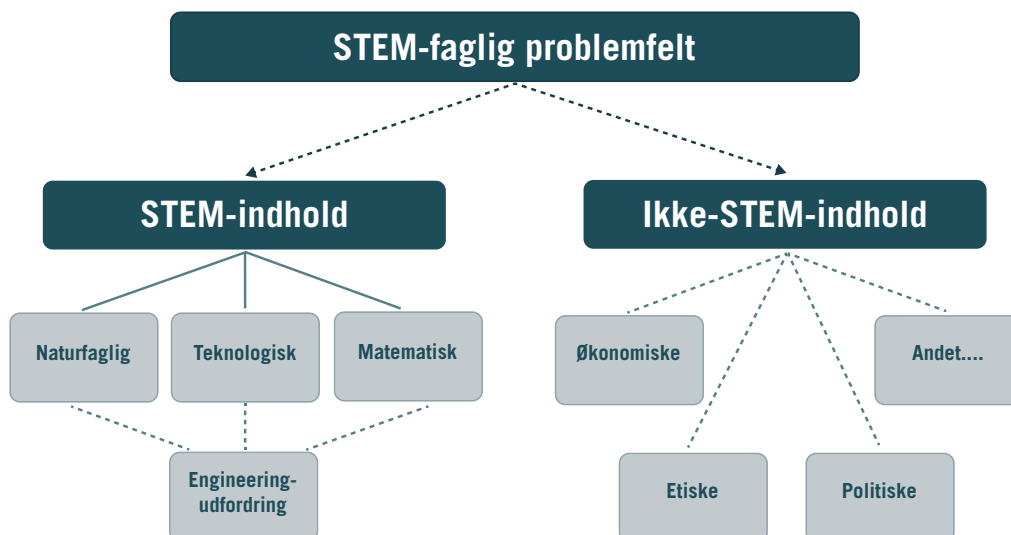 STEM-faglig problemfelt
STEM-indhold
Ikke-STEM-indhold
Naturfaglig
Teknologisk
Matematisk
Økonomiske
Andet....
Engineering-
udfordring
Etiske
Politiske